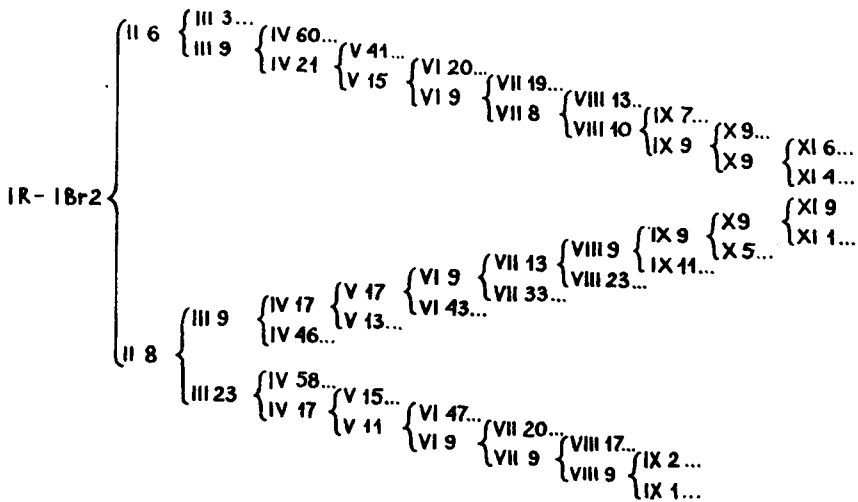 II 6
III 3...
III 9
IV 60...
IV 21
V 41...
V 15
VI 20...
VI 9
VII 19...
VII 8
VIII 13...
VIII 10
IX 7...
IX 9
X 9...
X 9
XI 6...
XI 4...
IR - IBr2
XI 9
XI 1...
X9
X 5...
IX 9
IX 11...
VIII 9
VIII 23...
VII 13
VII 33...
VI 9
VI 43...
V 17
V 13...
IV 17
IV 46...
III 9
II 8
III 23
IV 58...
IV 17
V 15...
V 11
VI 47...
VI 9
VII 20...
VII 9
VIII 17...
VIII 9
IX 2...
IX 1...